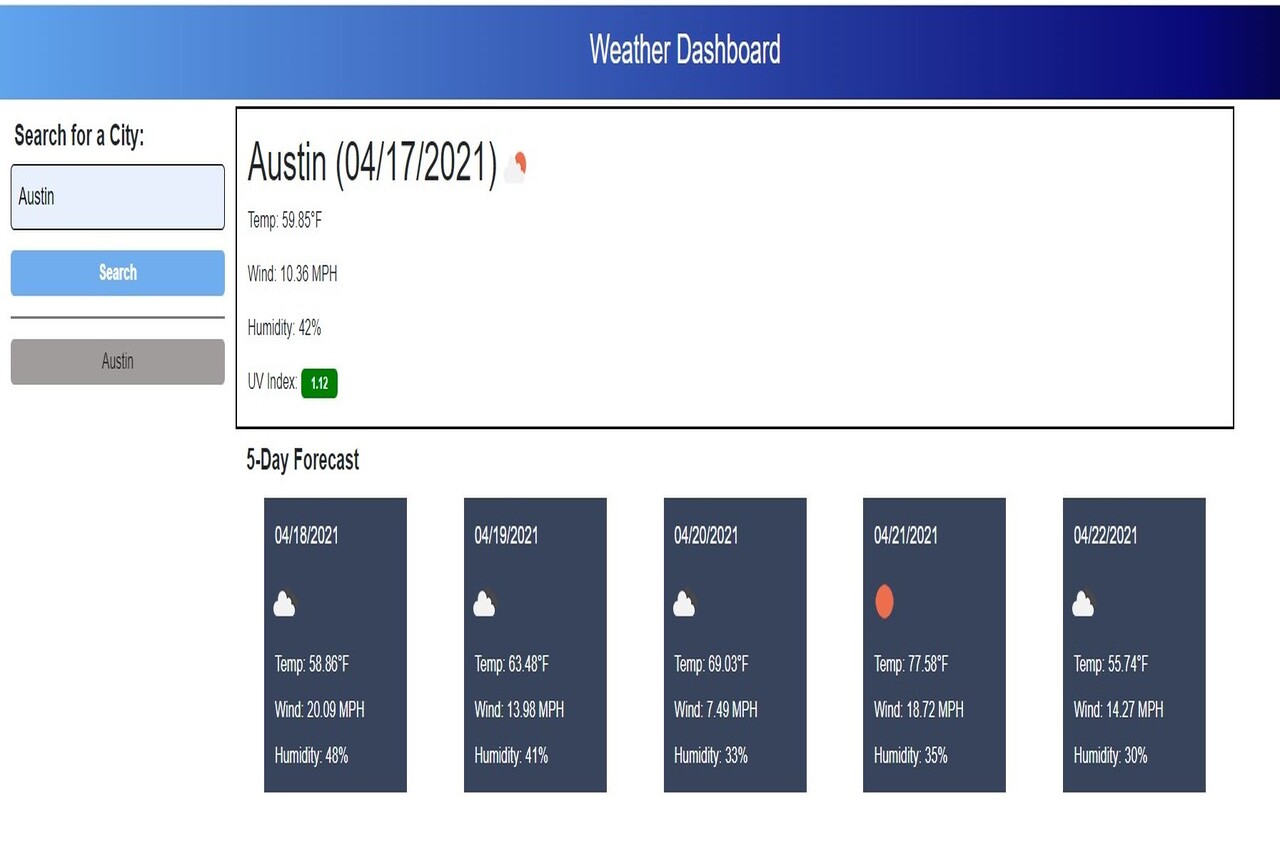 Weather Dashboard
Search for a City:
Austin
Search
Austin
Austin (04/17/2021)
Temp: 59.85°F
Wind: 10.36 MPH
Humidity: 42%
UV Index: 1.12
5-Day Forecast
04/18/2021
Temp: 58.86°F
Wind: 20.09 MPH
Humidity: 48%
04/19/2021
Temp: 63.48°F
Wind: 13.98 MPH
Humidity: 41%
04/20/2021
Temp: 69.03°F
Wind: 7.49 MPH
Humidity: 33%
04/21/2021
Temp: 77.58°F
Wind: 18.72 MPH
Humidity: 35%
04/22/2021
Temp: 55.74°F
Wind: 14.27 MPH
Humidity: 30%